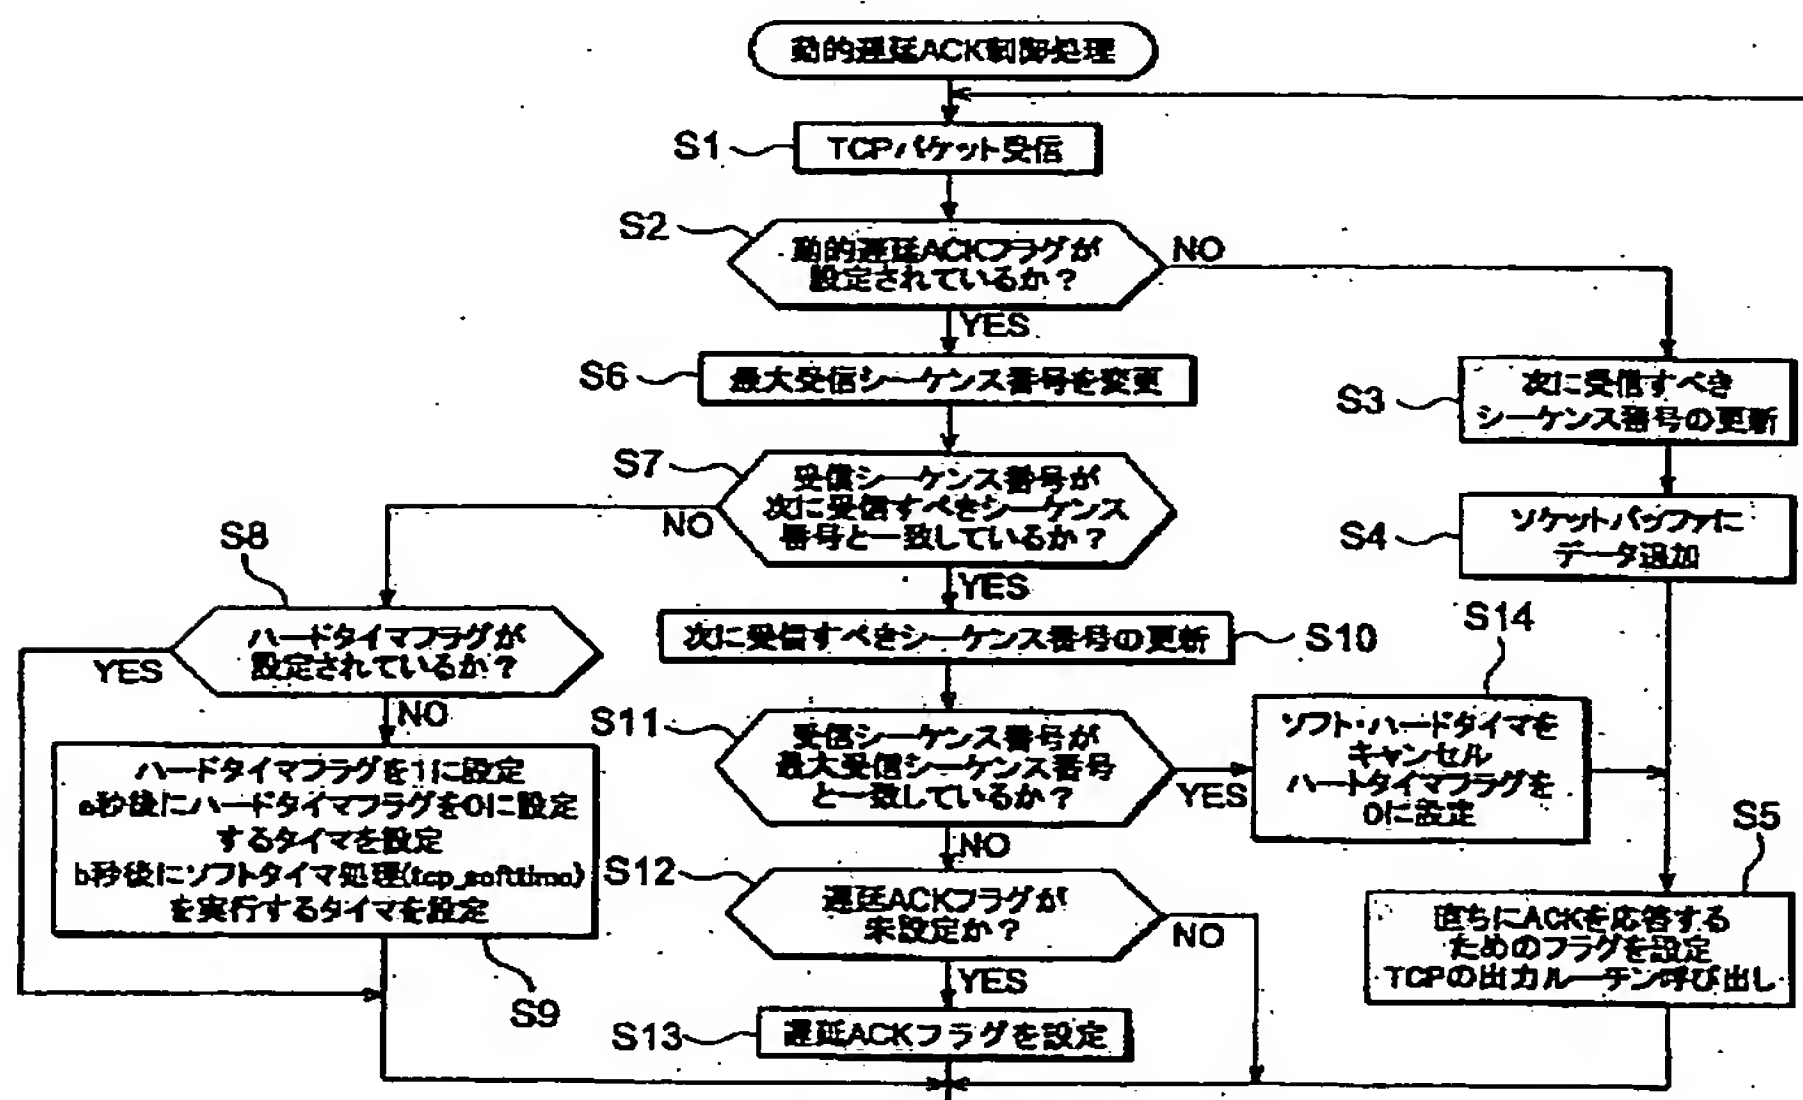 動的遅延ACK制御処理
S1
TCPパケット受信
S2
動的遅延ACKフラグが
設定されているか？
NO
YES
S6
最大受信シーケンス番号を変更
S3
次に受信すべき
シーケンス番号の更新
S7
受信シーケンス番号が
次に受信すべきシーケンス
番号と一致しているか？
NO
YES
S4
ソケットバッファに
データ追加
S8
ハードタイマフラグが
設定されているか？
YES
NO
S10
次に受信すべきシーケンス番号の更新
S14
ソフト・ハードタイマを
キャンセル
ハートタイマフラグを
0に設定
S11
受信シーケンス番号が
最大受信シーケンス番号
と一致しているか？
YES
NO
ハードタイマフラグを1に設定
a秒後にハードタイマフラグを0に設定
するタイマを設定
b秒後にソフトタイマ処理(tcp_softtimo)
を実行するタイマを設定
S9
S12
遅延ACKフラグが
未設定か？
NO
YES
S5
直ちにACKを応答する
ためのフラグを設定
TCPの出力ルーチン呼び出し
S13
遅延ACKフラグを設定